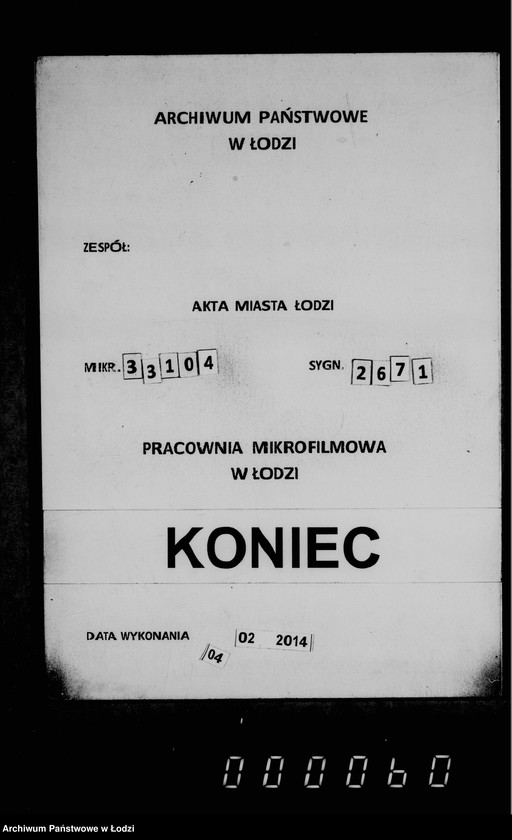 ARCHIWUM PAŃSTWOWE
W ŁODZI
ZESPÓŁ:
AKTA MIASTA ŁODZI
MIKR. 33104 SYGN. 2671
PRACOWNIA MIKROFILMOWA
W ŁODZI
KONIEC
DATA WYKONANIA 04 02 2014
000060
Archiwum Państwowe w Łodzi